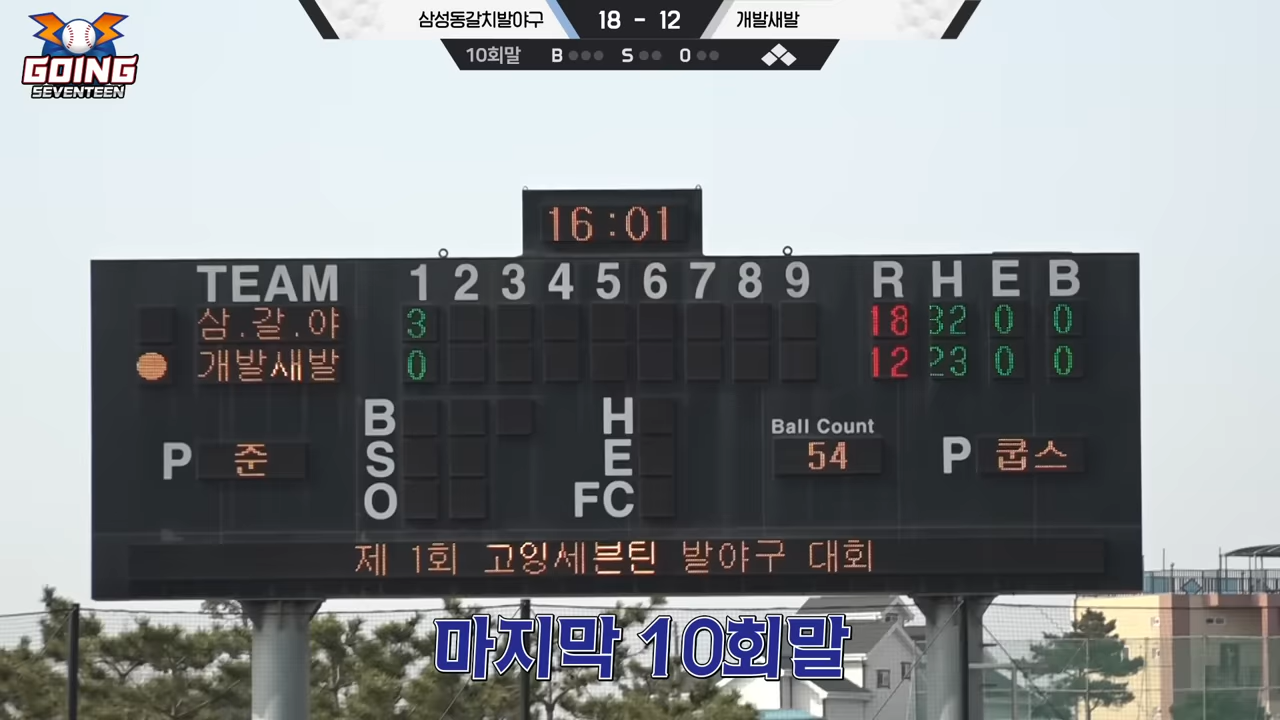 삼성동갈치발야구 18 - 12 개발새발
10회말 B S O
GOING
SEVENTEEN
16:01
TEAM 1 2 3 4 5 6 7 8 9 R H E B
삼.갈.야 3 18 32 0 0
개발새발 0 12 23 0 0
B H
Ball Count
P 준 S E 54 P 쿱스
O FC
제 1회 고잉세븐틴 발야구 대회
마지막 10회말